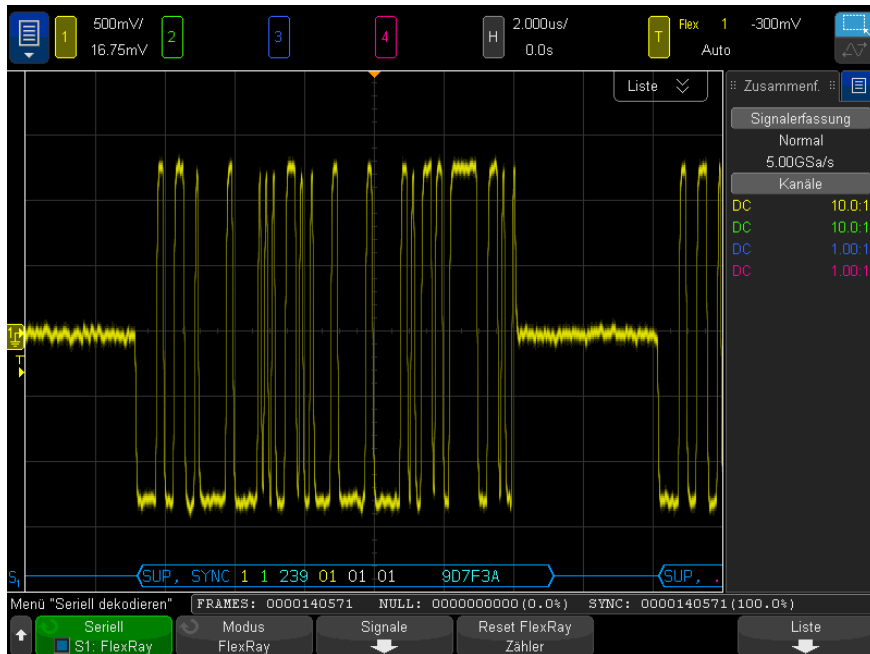 1 500mV/ 2 3 4 H 2.000us/ T Flex 1 -300mV
16.75mV 0.0s Auto
Liste
Zusammenf.
Signalerfassung
Normal
5.00GSa/s
Kanäle
DC 10.0:1
DC 10.0:1
DC 1.00:1
DC 1.00:1
1
T
S1 SUP, SYNC 1 1 239 01 01 01 9D7F3A SUP, .
Menü "Seriell dekodieren" FRAMES: 0000140571 NULL: 0000000000(0.0%) SYNC: 0000140571(100.0%)
Seriell Modus Signale Reset FlexRay Liste
S1: FlexRay FlexRay Zähler